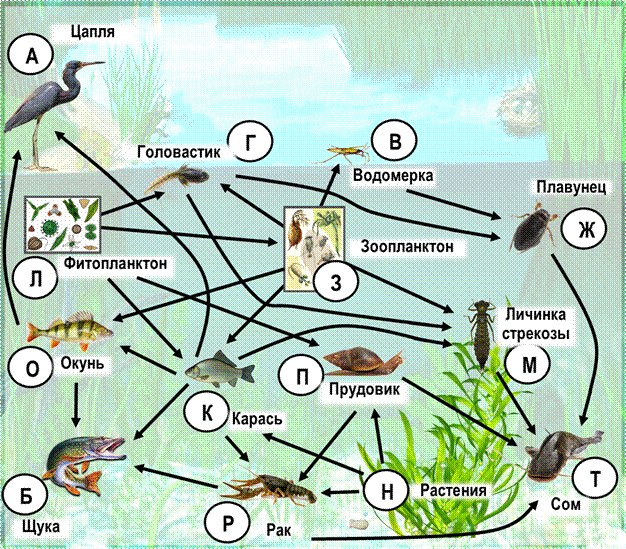 Цапля
А
Г
Головастик
В
Водомерка
Плавунец
Ж
Зоопланктон
З
Фитопланктон
Л
Личинка
стрекозы
М
О
Окунь
П
Прудовик
К
Карась
Б
Щука
Р
Рак
Н
Растения
Т
Сом